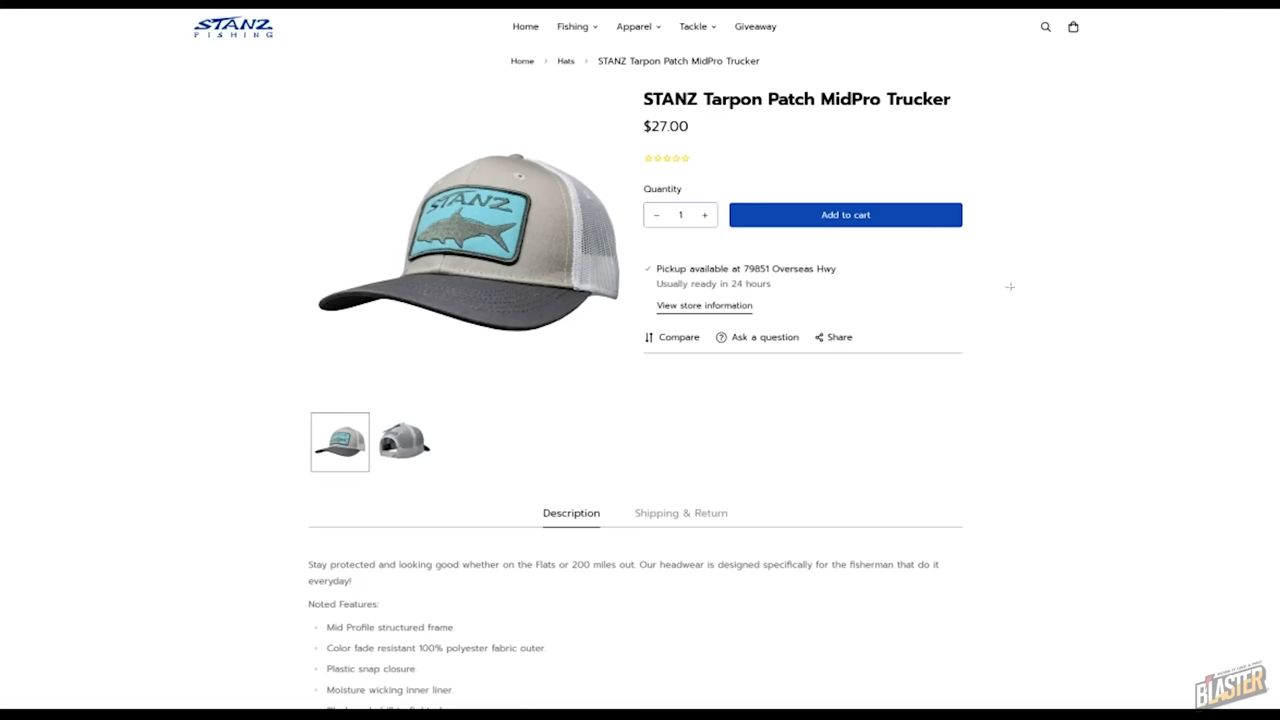 STANZ
FISHING
Home
Fishing
Apparel
Tackle
Giveaway
Home
Hats
STANZ Tarpon Patch MidPro Trucker
STANZ Tarpon Patch MidPro Trucker
$27.00
Quantity
− 1 +
Add to cart
STANZ
Pickup available at 79851 Overseas Hwy
Usually ready in 24 hours
View store information
Compare
Ask a question
Share
Description
Shipping & Return
Stay protected and looking good whether on the Flats or 200 miles out. Our headwear is designed specifically for the fisherman that do it
everyday!
Noted Features:
Mid Profile structured frame.
Color fade resistant 100% polyester fabric outer.
Plastic snap closure.
Moisture wicking inner liner.
BLASTER